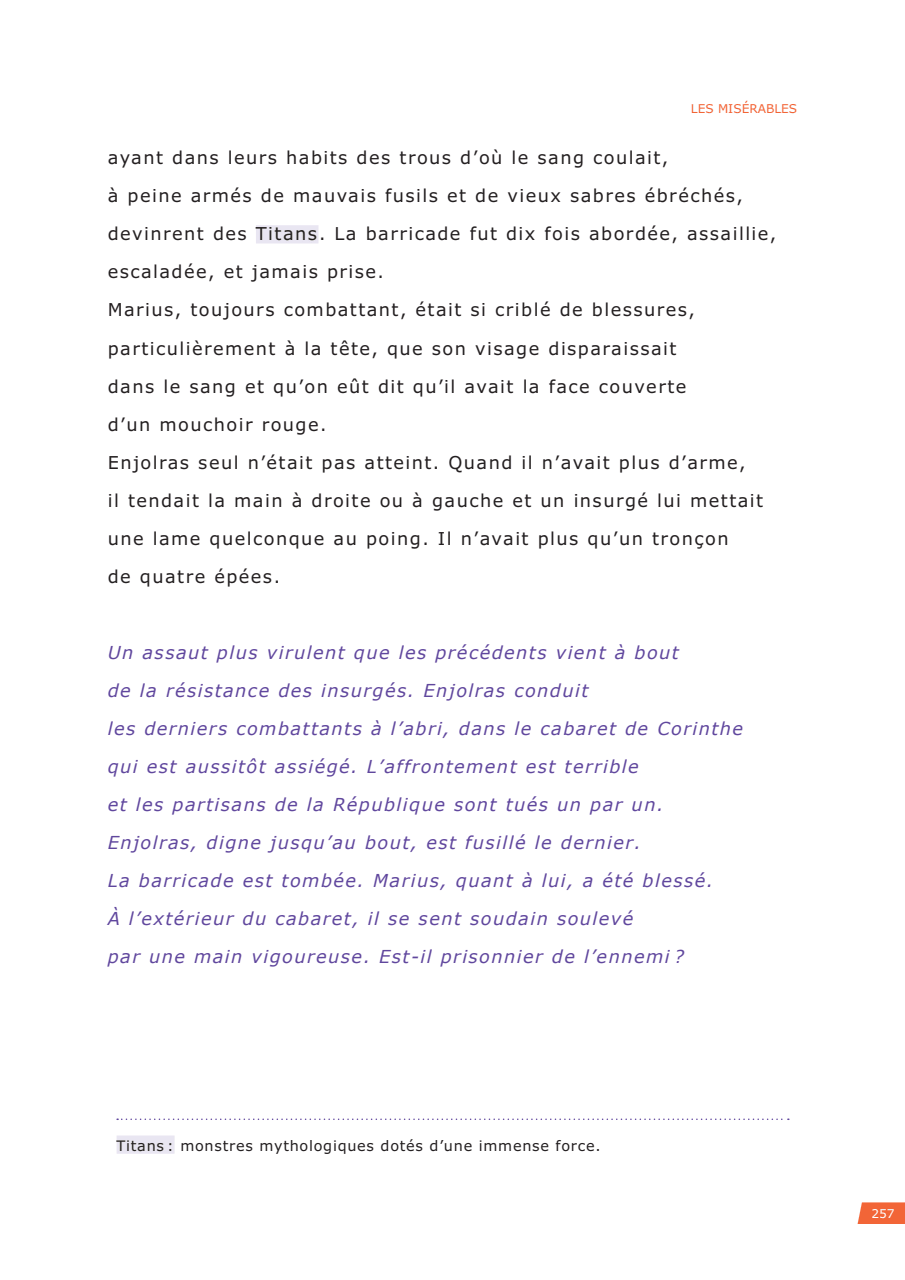 LES MISÉRABLES
ayant dans leurs habits des trous d’où le sang coulait,
à peine armés de mauvais fusils et de vieux sabres ébréchés,
devinrent des Titans. La barricade fut dix fois abordée, assaillie,
escaladée, et jamais prise.
Marius, toujours combattant, était si criblé de blessures,
particulièrement à la tête, que son visage disparaissait
dans le sang et qu’on eût dit qu’il avait la face couverte
d’un mouchoir rouge.
Enjolras seul n’était pas atteint. Quand il n’avait plus d’arme,
il tendait la main à droite ou à gauche et un insurgé lui mettait
une lame quelconque au poing. Il n’avait plus qu’un tronçon
de quatre épées.
Un assaut plus virulent que les précédents vient à bout
de la résistance des insurgés. Enjolras conduit
les derniers combattants à l’abri, dans le cabaret de Corinthe
qui est aussitôt assiégé. L’affrontement est terrible
et les partisans de la République sont tués un par un.
Enjolras, digne jusqu’au bout, est fusillé le dernier.
La barricade est tombée. Marius, quant à lui, a été blessé.
À l’extérieur du cabaret, il se sent soudain soulevé
par une main vigoureuse. Est-il prisonnier de l’ennemi ?
Titans : monstres mythologiques dotés d’une immense force.
257